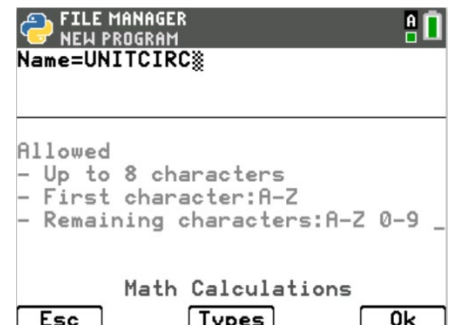 FILE MANAGER
NEW PROGRAM
A
Name=UNITCIRC
Allowed
- Up to 8 characters
- First character:A-Z
- Remaining characters:A-Z 0-9 _
Math Calculations
Esc Types Ok